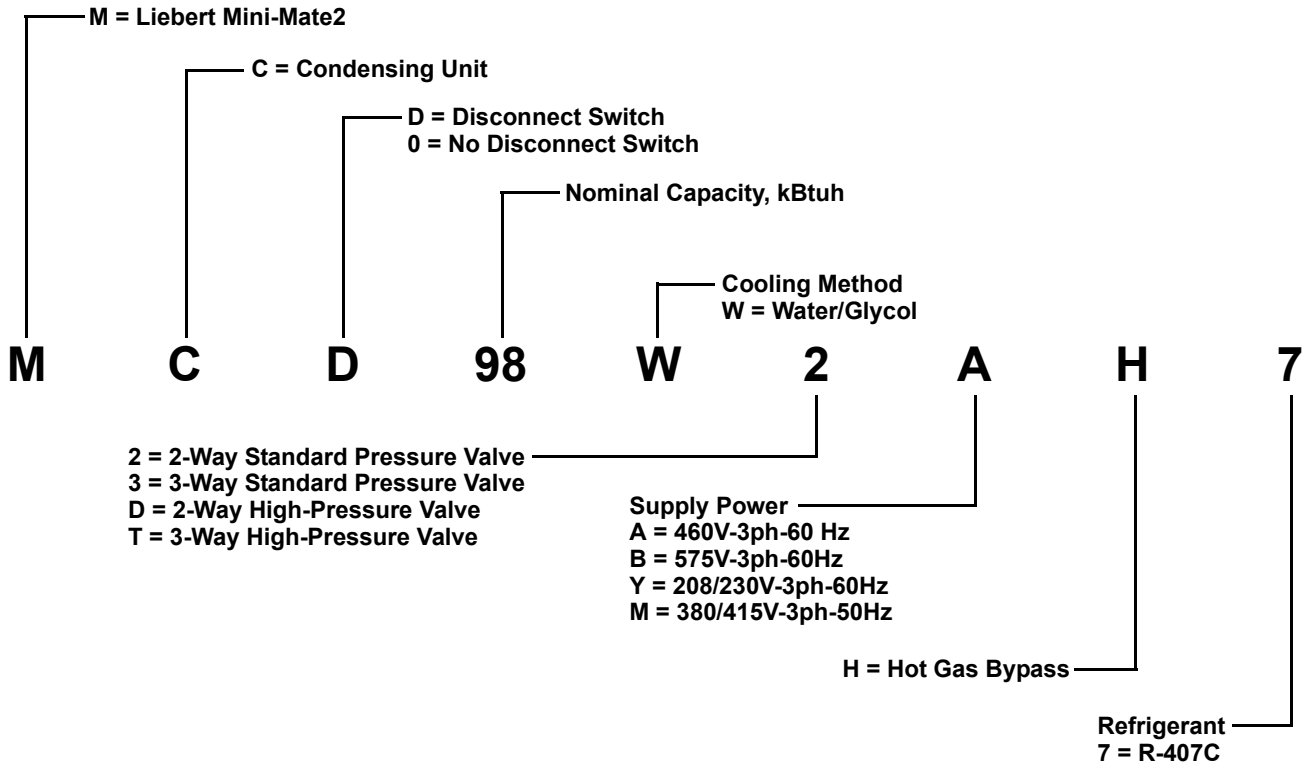 M = Liebert Mini-Mate2
C = Condensing Unit
D = Disconnect Switch
0 = No Disconnect Switch
Nominal Capacity, kBtuh
Cooling Method
W = Water/Glycol
M C D 98 W 2 A H 7
2 = 2-Way Standard Pressure Valve
3 = 3-Way Standard Pressure Valve
D = 2-Way High-Pressure Valve
T = 3-Way High-Pressure Valve
Supply Power
A = 460V-3ph-60 Hz
B = 575V-3ph-60Hz
Y = 208/230V-3ph-60Hz
M = 380/415V-3ph-50Hz
H = Hot Gas Bypass
Refrigerant
7 = R-407C